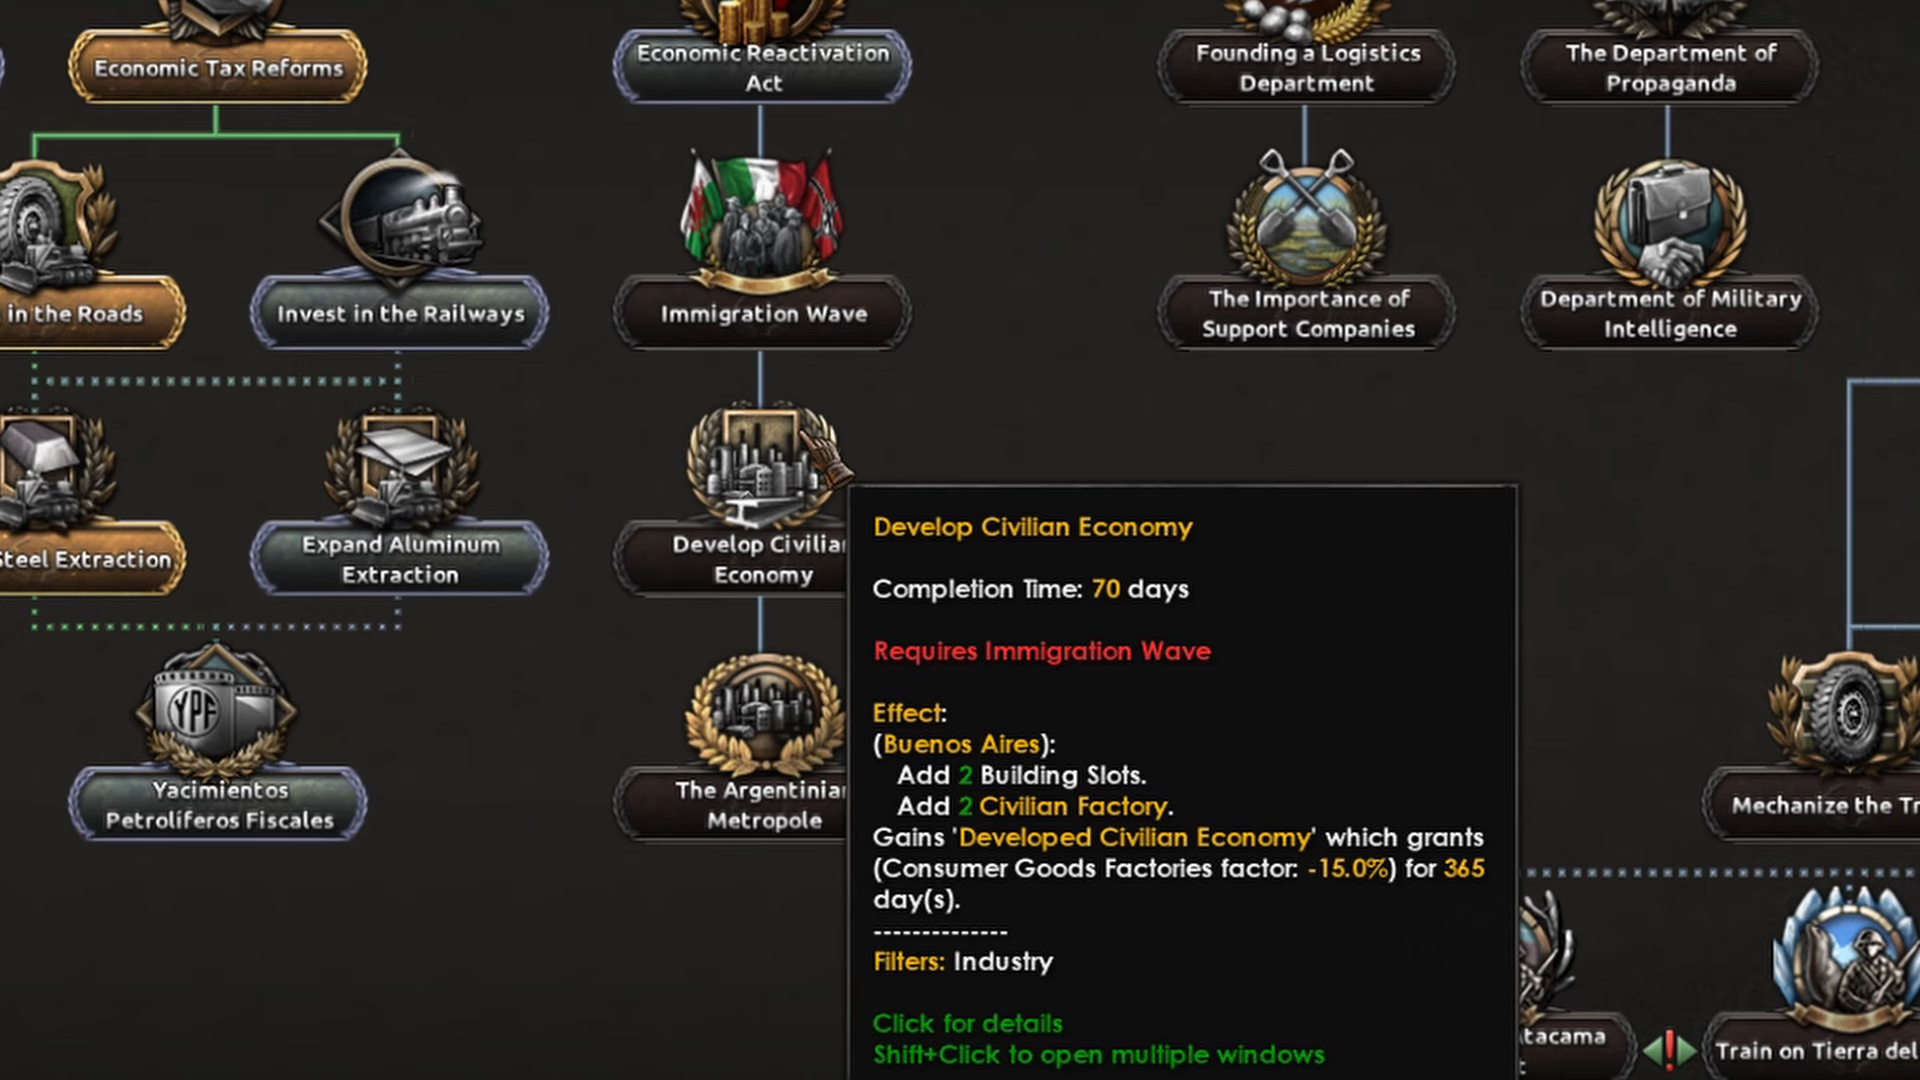 Economic Tax Reforms
Economic Reactivation
Act
Founding a Logistics
Department
The Department of
Propaganda
in the Roads
Invest in the Railways
Immigration Wave
The Importance of
Support Companies
Department of Military
Intelligence
Steel Extraction
Expand Aluminum
Extraction
Develop Civilian
Economy
YPF
Yacimientos
Petrolíferos Fiscales
The Argentinian
Metropole
Mechanize the Tr
tacama
t
Train on Tierra del
Develop Civilian Economy
Completion Time: 70 days
Requires Immigration Wave
Effect:
(Buenos Aires):
Add 2 Building Slots.
Add 2 Civilian Factory.
Gains 'Developed Civilian Economy' which grants
(Consumer Goods Factories factor: -15.0%) for 365
day(s).
--------------
Filters: Industry
Click for details
Shift+Click to open multiple windows